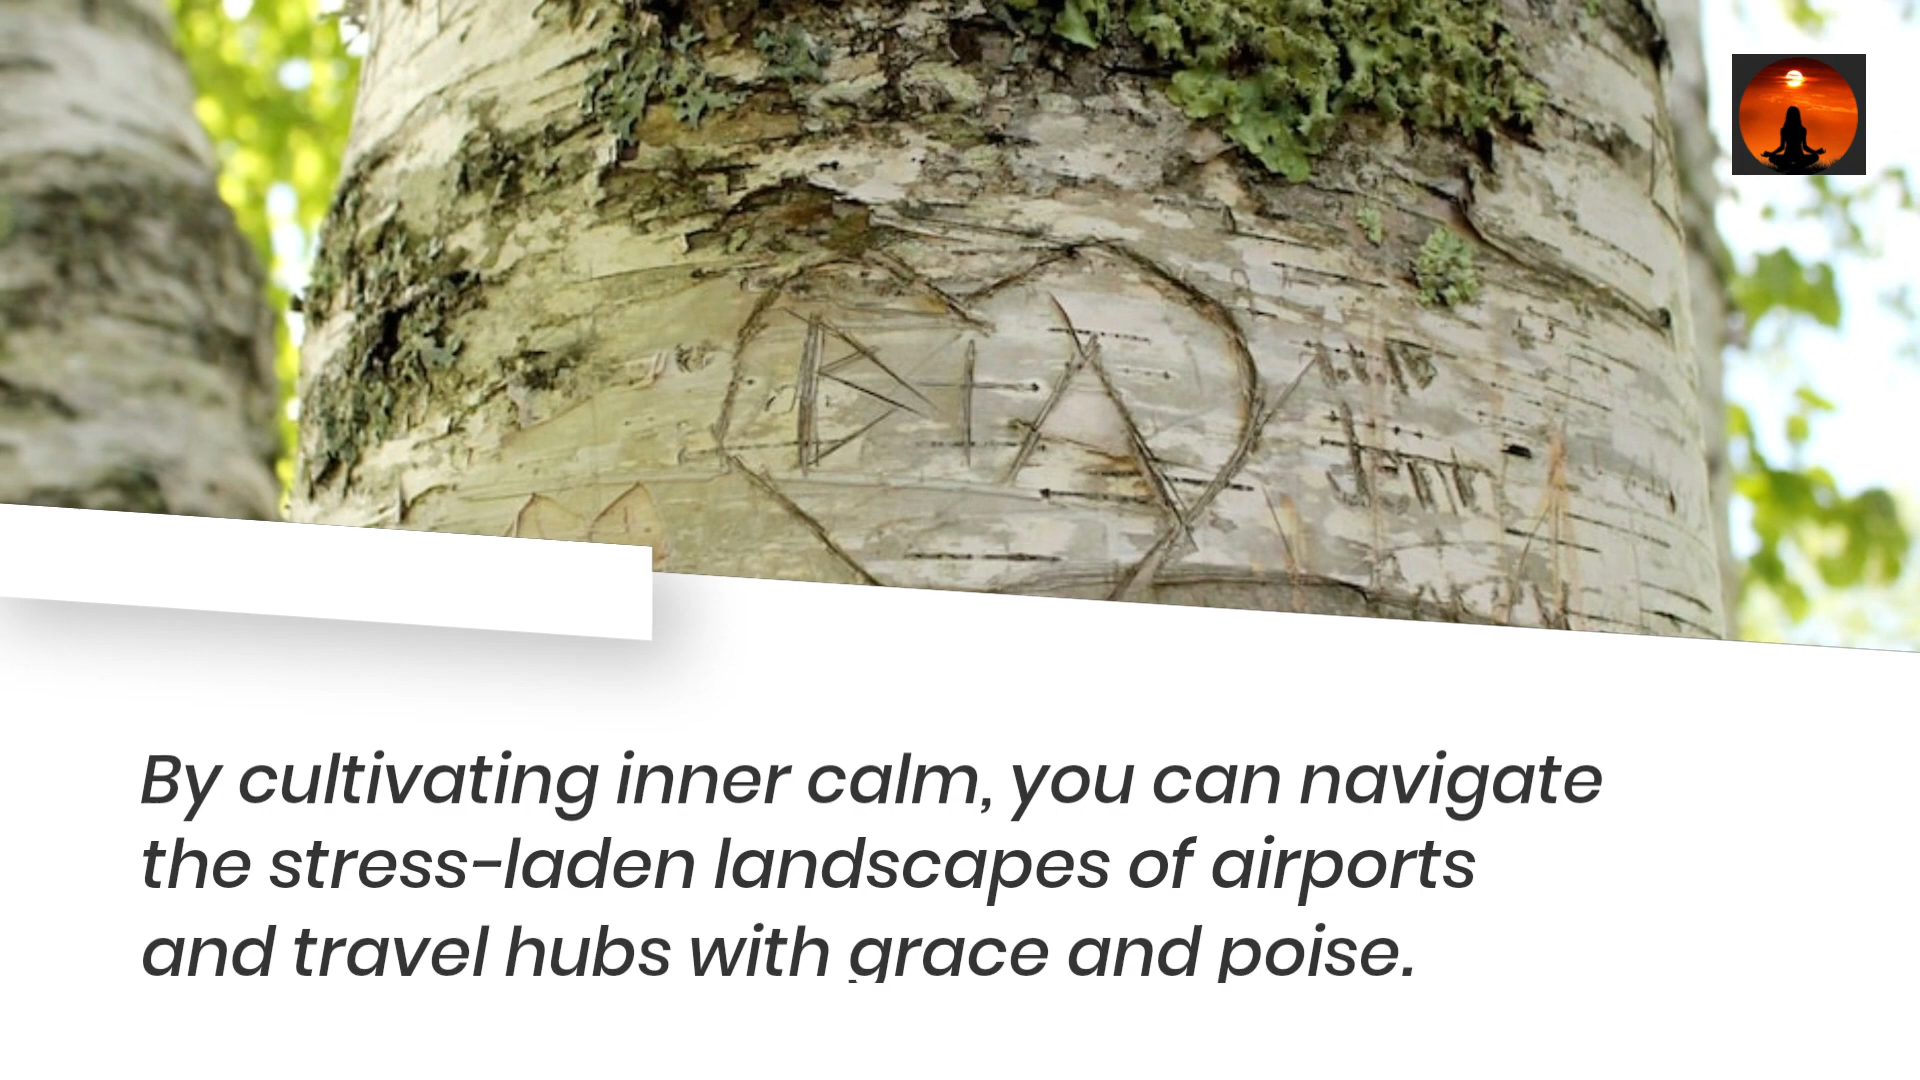 By cultivating inner calm, you can navigate
the stress-laden landscapes of airports
and travel hubs with grace and poise.